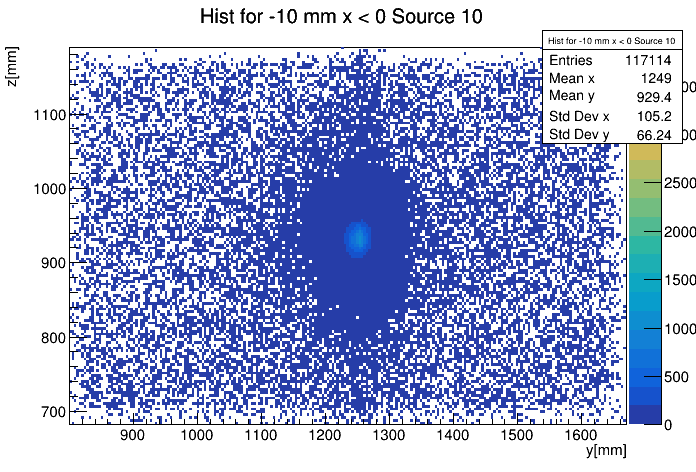 Hist for -10 mm x < 0 Source 10
z[mm]
Hist for -10 mm x < 0 Source 10
Entries 117114
Mean x 1249
Mean y 929.4
Std Dev x 105.2
Std Dev y 66.24
1100
1000
900
800
700
900 1000 1100 1200 1300 1400 1500 1600
y[mm]
2500
2000
1500
1000
500
0